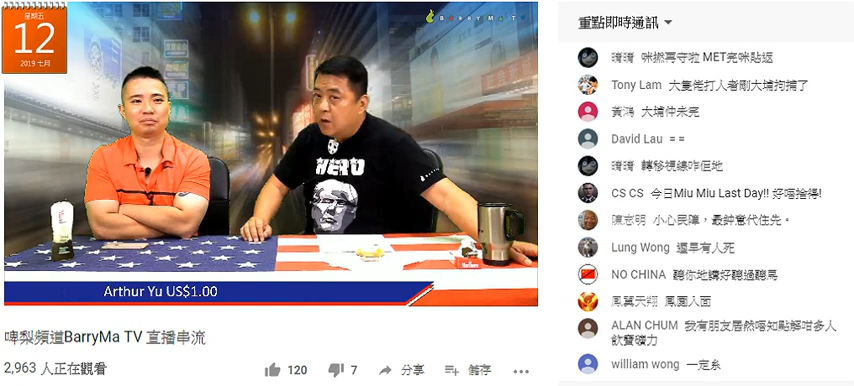 星期五
12
2019 七月
BARRYMA TV
HERO
Marlboro
Arthur Yu US$1.00
啤梨頻道BarryMa TV 直播串流
2,963 人正在觀看
120
7
分享
儲存
重點即時通訊
晴晴 咪搬再守啦 MET完咪貼返
Tony Lam 大隻佬打人者剛大埔拘捕了
黃鴻 大埔仲未完
David Lau = =
晴晴 轉移視線咋佢地
CS CS 今日Miu Miu Last Day!! 好唔捨得!
陳志明 小心民陣，最鍾意代住先。
Lung Wong 遲早有人死
NO CHINA 聽你地講好聽過聽馬
鳳翼天翔 鳳園人面
ALAN CHUM 我有朋友居然唔知點解咁多人
飲寶礦力
william wong 一定系